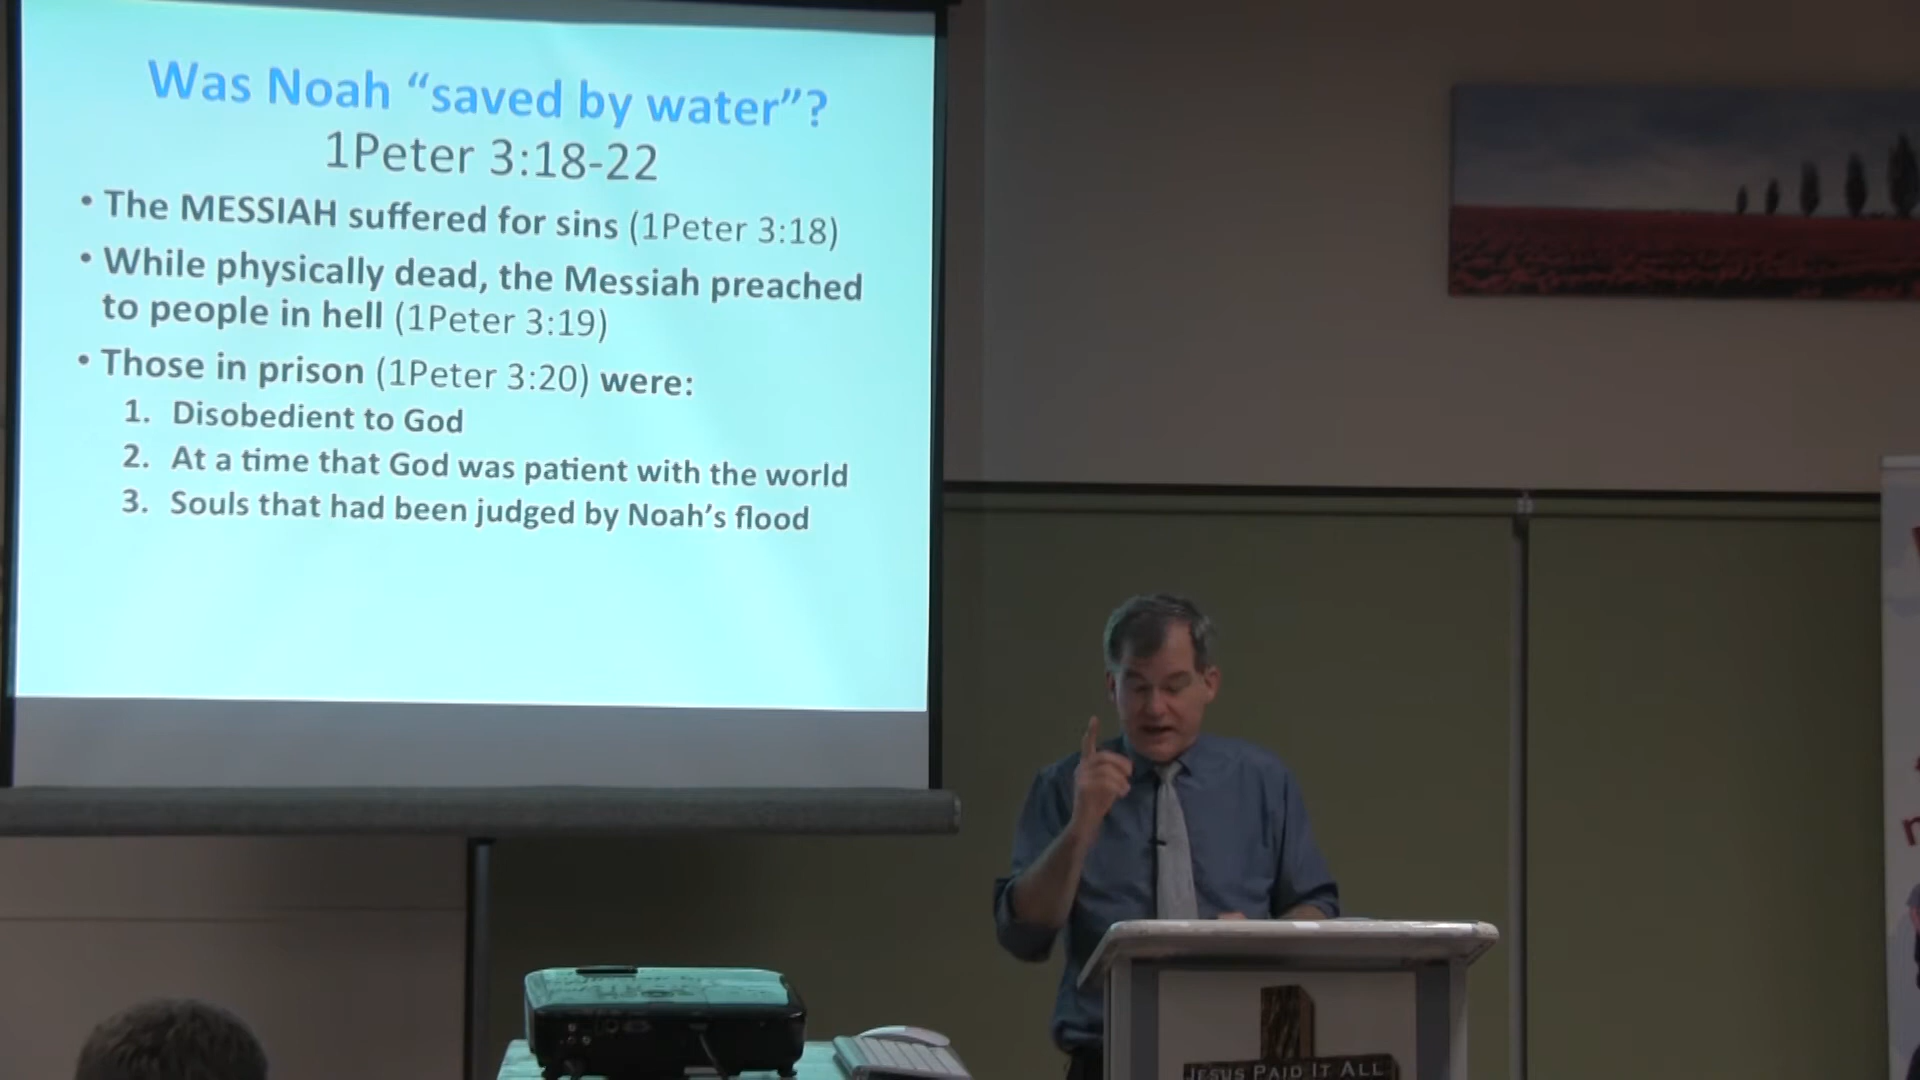 Was Noah “saved by water”?
1Peter 3:18-22
• The MESSIAH suffered for sins (1Peter 3:18)
• While physically dead, the Messiah preached
to people in hell (1Peter 3:19)
• Those in prison (1Peter 3:20) were:
1. Disobedient to God
2. At a time that God was patient with the world
3. Souls that had been judged by Noah’s flood
JESUS PAID IT ALL